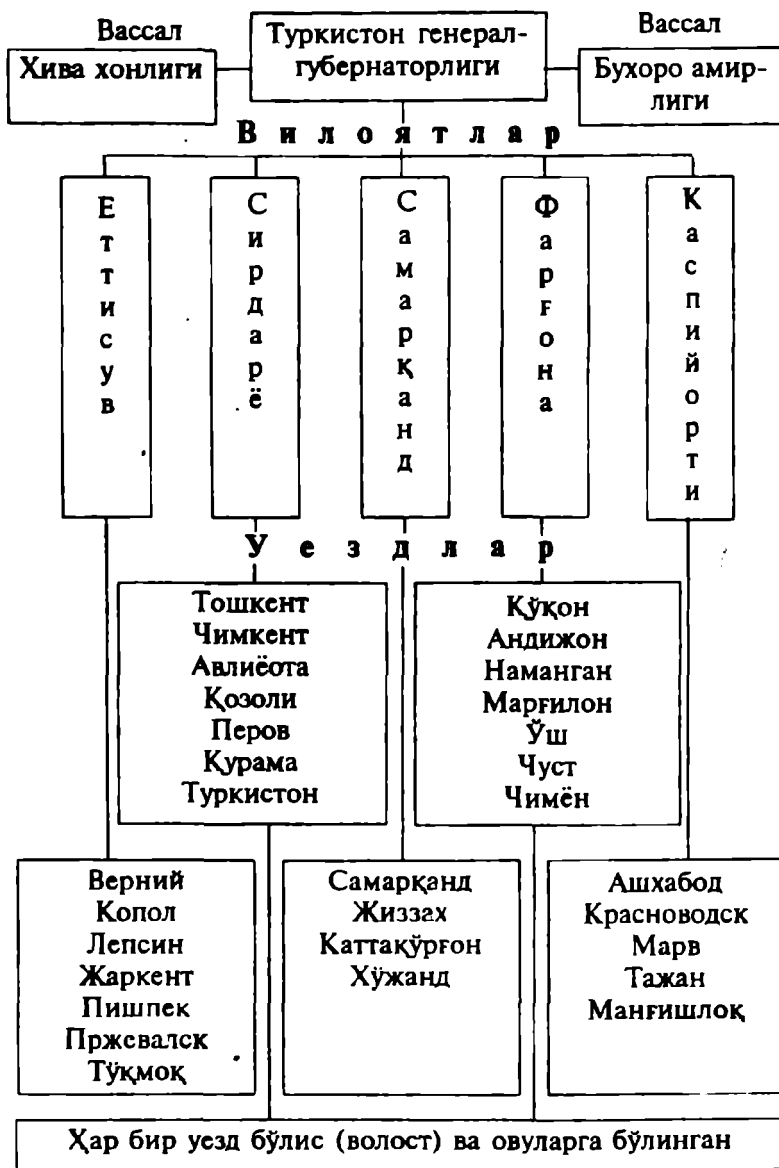 Вассал
Хива хонлиги
Туркистон генерал-
губернаторлиги
Вассал
Бухоро амир-
лиги
Вилоятлар
Еттисув
Сирдарё
Самарқанд
Фарғона
Каспийорти
Уездлар
Тошкент
Чимкент
Авлиёота
Қозоли
Перов
Қурама
Туркистон
Қўқон
Андижон
Наманган
Марғилон
Ўш
Чуст
Чимён
Верний
Копол
Лепсин
Жаркент
Пишпек
Пржевалск
Тўқмоқ
Самарқанд
Жиззах
Каттақўрғон
Хўжанд
Ашхабод
Красноводск
Марв
Тажан
Манғишлоқ
Ҳар бир уезд бўлис (волост) ва овуларга бўлинган